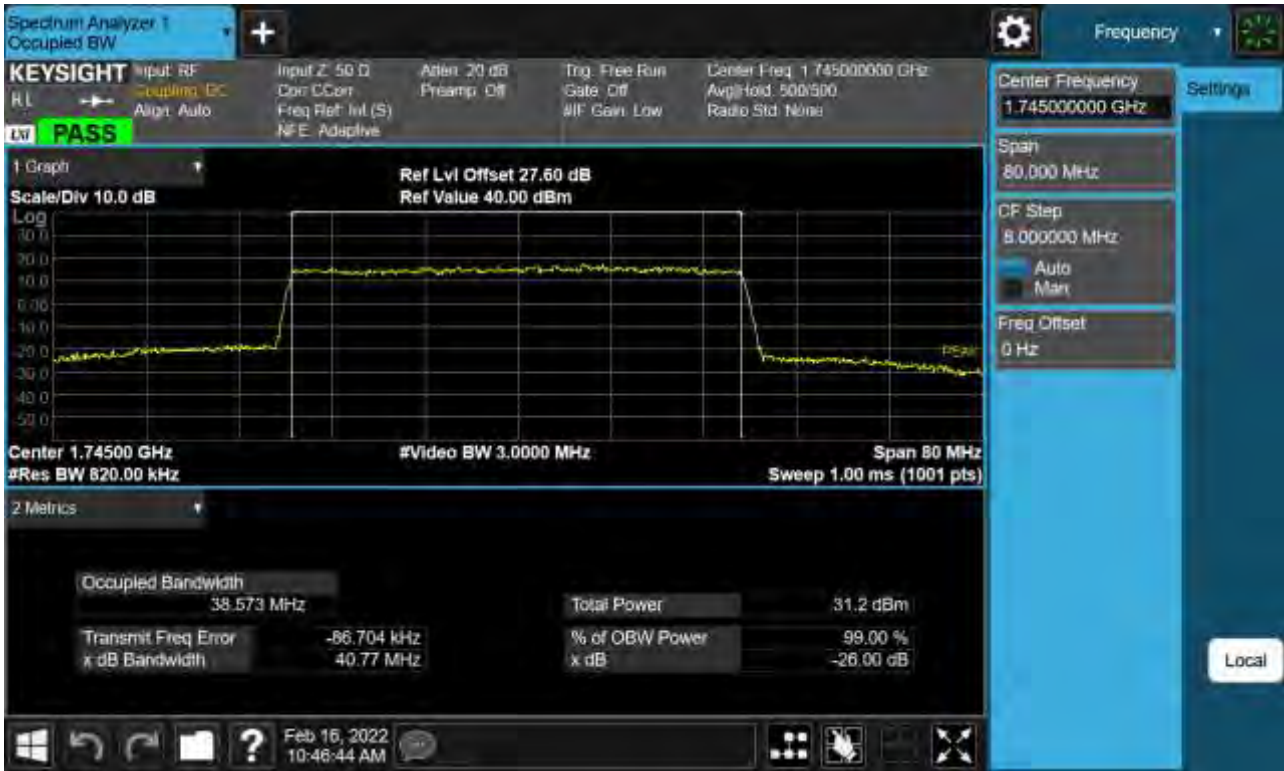 Spectrum Analyzer 1
Occupied BW
Frequency
KEYSIGHT
RL
LXI
PASS
Input: RF
Coupling: DC
Align: Auto
Input Z: 50 Ω
Corr CCorr
Freq Ref: Int (S)
NFE: Adaptive
Atten: 20 dB
Preamp: Off
Trig: Free Run
Gate: Off
#IF Gain: Low
Center Freq: 1.745000000 GHz
Avg|Hold: 500/500
Radio Std: None
1 Graph
Scale/Div 10.0 dB
Ref Lvl Offset 27.60 dB
Ref Value 40.00 dBm
Log
30.0
20.0
10.0
0.00
-10.0
-20.0
-30.0
-40.0
-50.0
PEAK
Center 1.74500 GHz
#Video BW 3.0000 MHz
Span 80 MHz
#Res BW 820.00 kHz
Sweep 1.00 ms (1001 pts)
2 Metrics
Occupied Bandwidth
38.573 MHz
Total Power 31.2 dBm
Transmit Freq Error -86.704 kHz
% of OBW Power 99.00 %
x dB Bandwidth 40.77 MHz
x dB -26.00 dB
Center Frequency
1.745000000 GHz
Settings
Span
80.000 MHz
CF Step
8.000000 MHz
Auto
Man
Freq Offset
0 Hz
Local
?
Feb 16, 2022
10:46:44 AM